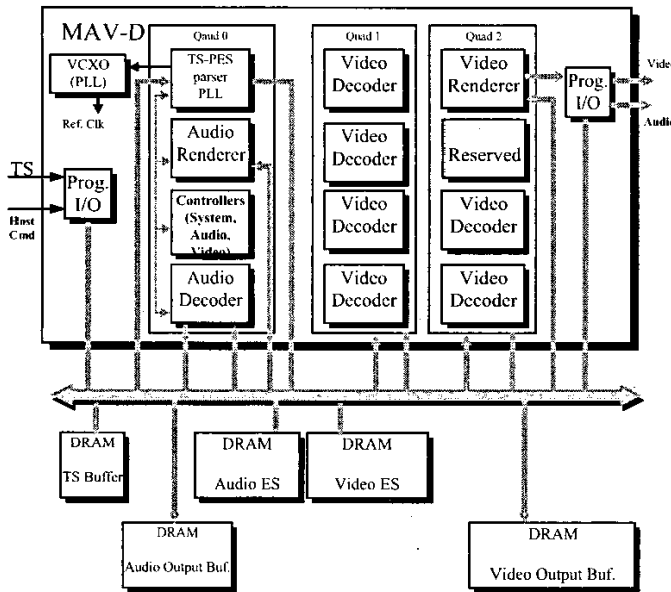 MAV-D
Quad 0
Quad 1
Quad 2
VCXO
(PLL)
Ref. Clk
TS-PES
parser
PLL
Audio
Renderer
Controllers
(System,
Audio,
Video)
Audio
Decoder
TS
Host
Cmd
Prog.
I/O
Video
Decoder
Video
Decoder
Video
Decoder
Video
Decoder
Video
Renderer
Reserved
Video
Decoder
Video
Decoder
Prog.
I/O
Video
Audio
DRAM
TS Buffer
DRAM
Audio ES
DRAM
Video ES
DRAM
Audio Output Buf.
DRAM
Video Output Buf.